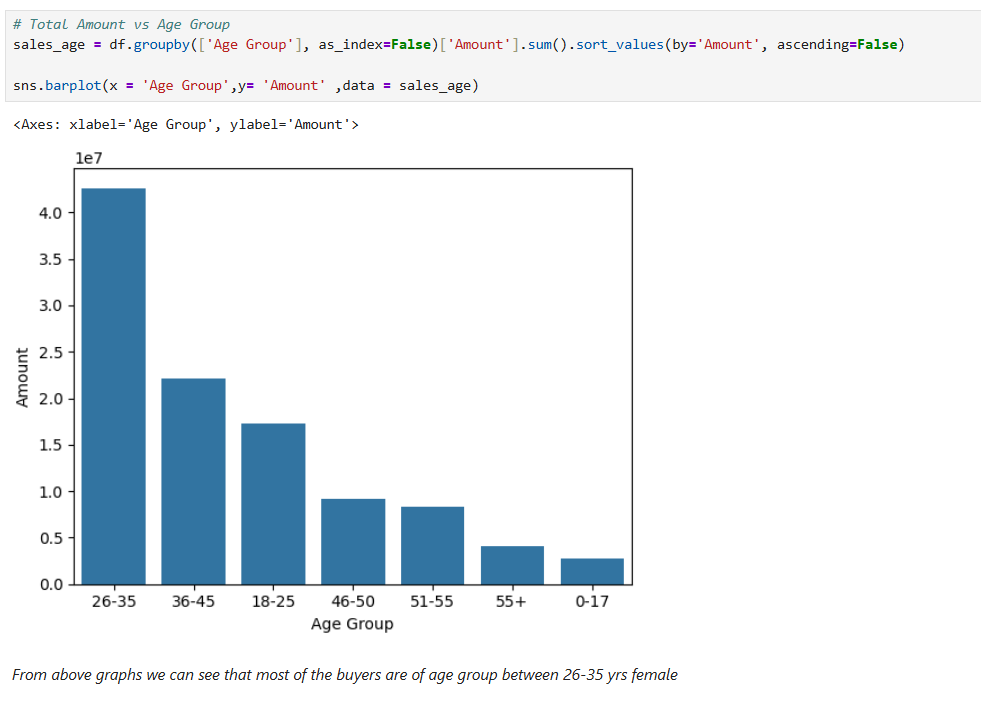 # Total Amount vs Age Group
sales_age = df.groupby(['Age Group'], as_index=False)['Amount'].sum().sort_values(by='Amount', ascending=False)
sns.barplot(x = 'Age Group',y= 'Amount' ,data = sales_age)
<Axes: xlabel='Age Group', ylabel='Amount'>
1e7
4.0
3.5
3.0
2.5
2.0
1.5
1.0
0.5
0.0
Amount
26-35 36-45 18-25 46-50 51-55 55+ 0-17
Age Group
From above graphs we can see that most of the buyers are of age group between 26-35 yrs female